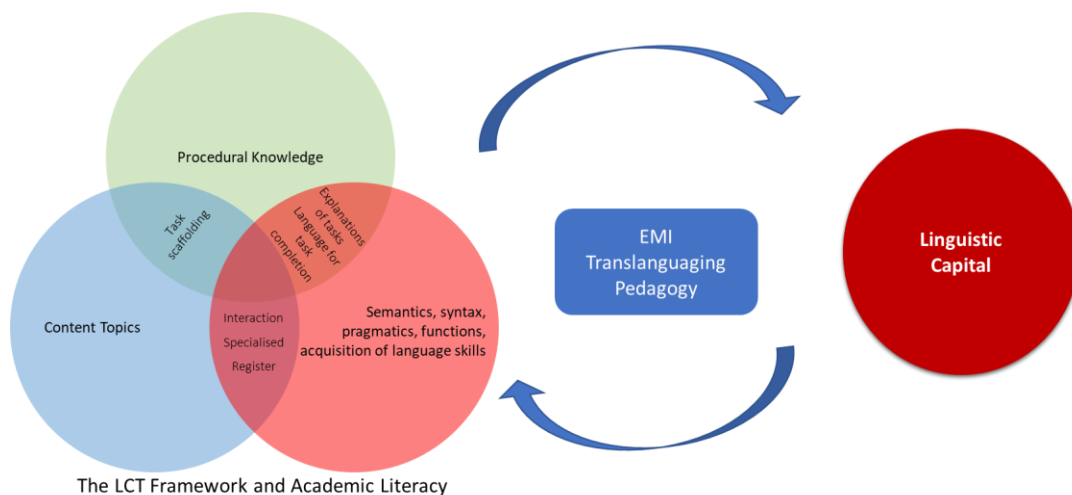 Procedural Knowledge
Task
scaffolding
Explanations
of tasks
Language for
task
completion
Content Topics
Interaction
Specialised
Register
Semantics, syntax,
pragmatics, functions,
acquisition of language skills
The LCT Framework and Academic Literacy
EMI
Translanguaging
Pedagogy
Linguistic
Capital